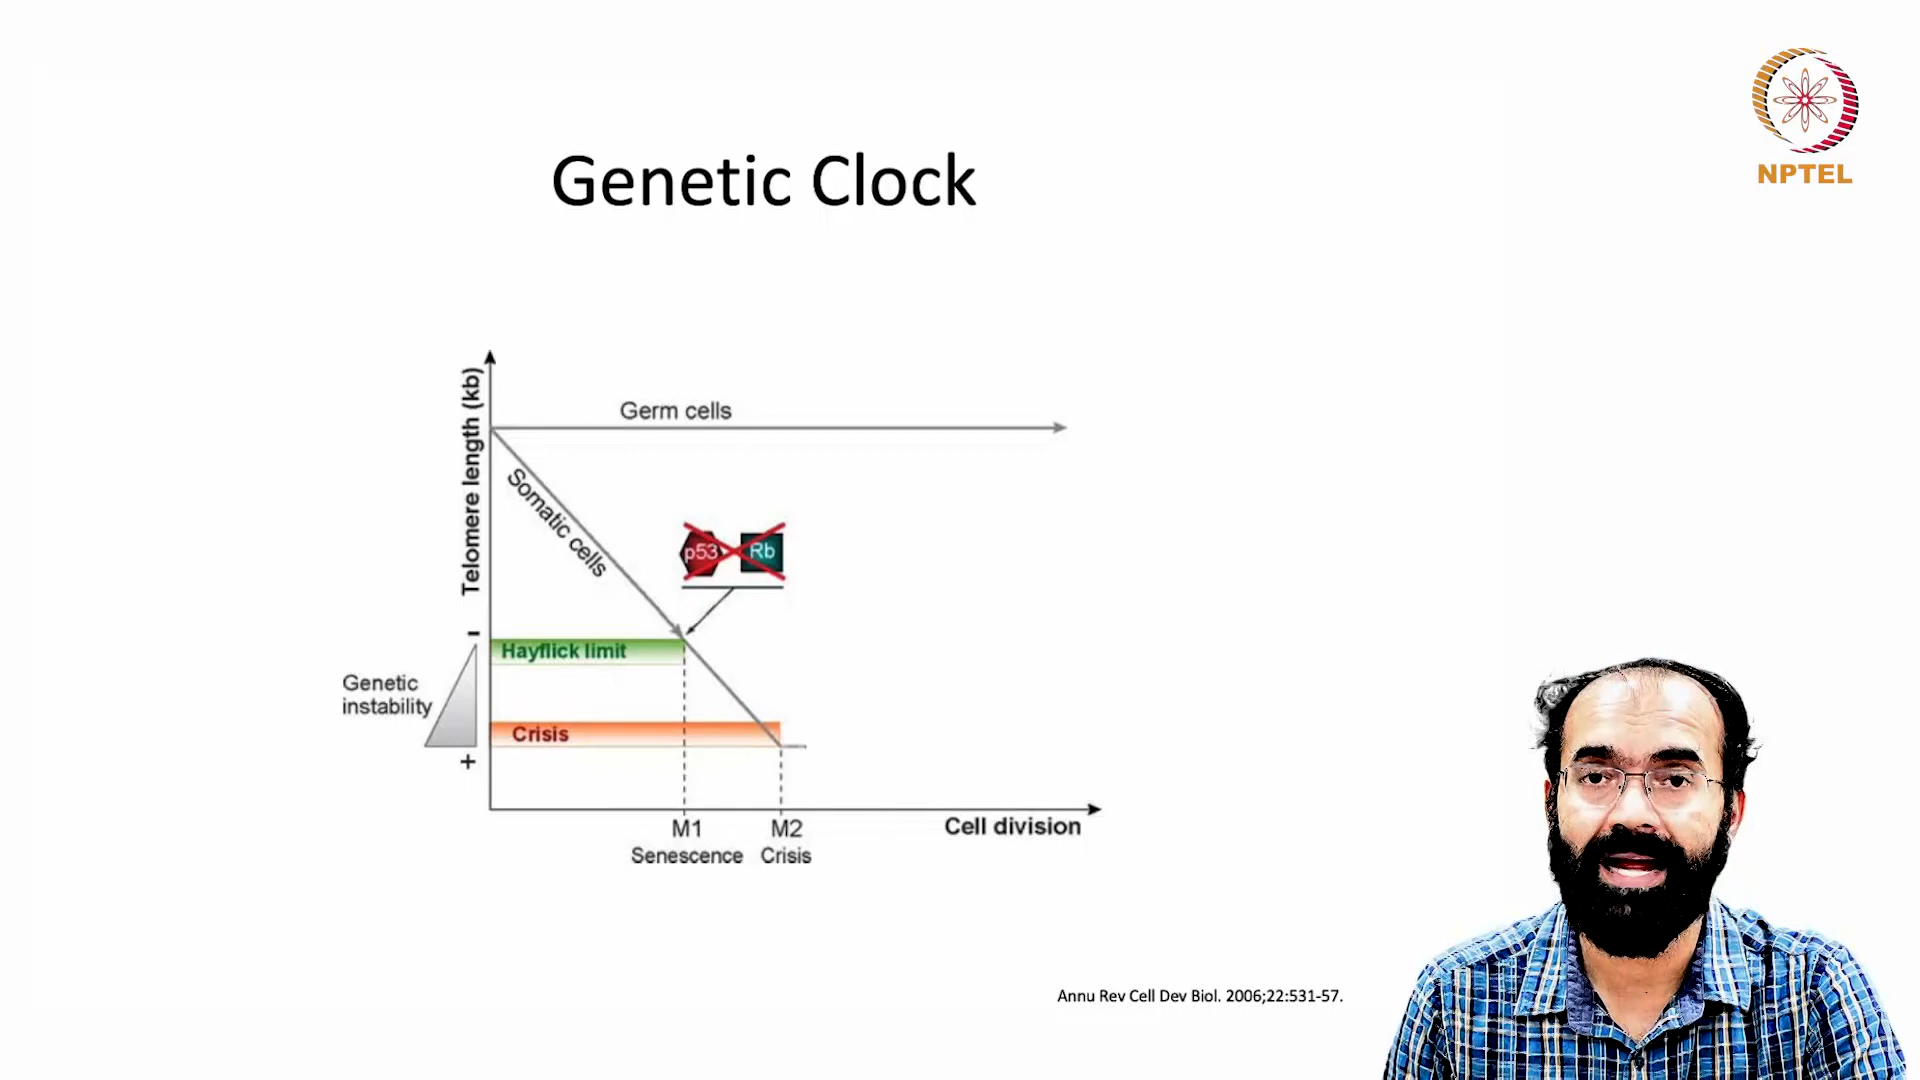 NPTEL
Genetic Clock
Telomere length (kb)
Germ cells
Somatic cells
p53
Rb
-
Hayflick limit
Genetic
instability
Crisis
+
M1
M2
Cell division
Senescence
Crisis
Annu Rev Cell Dev Biol. 2006;22:531-57.